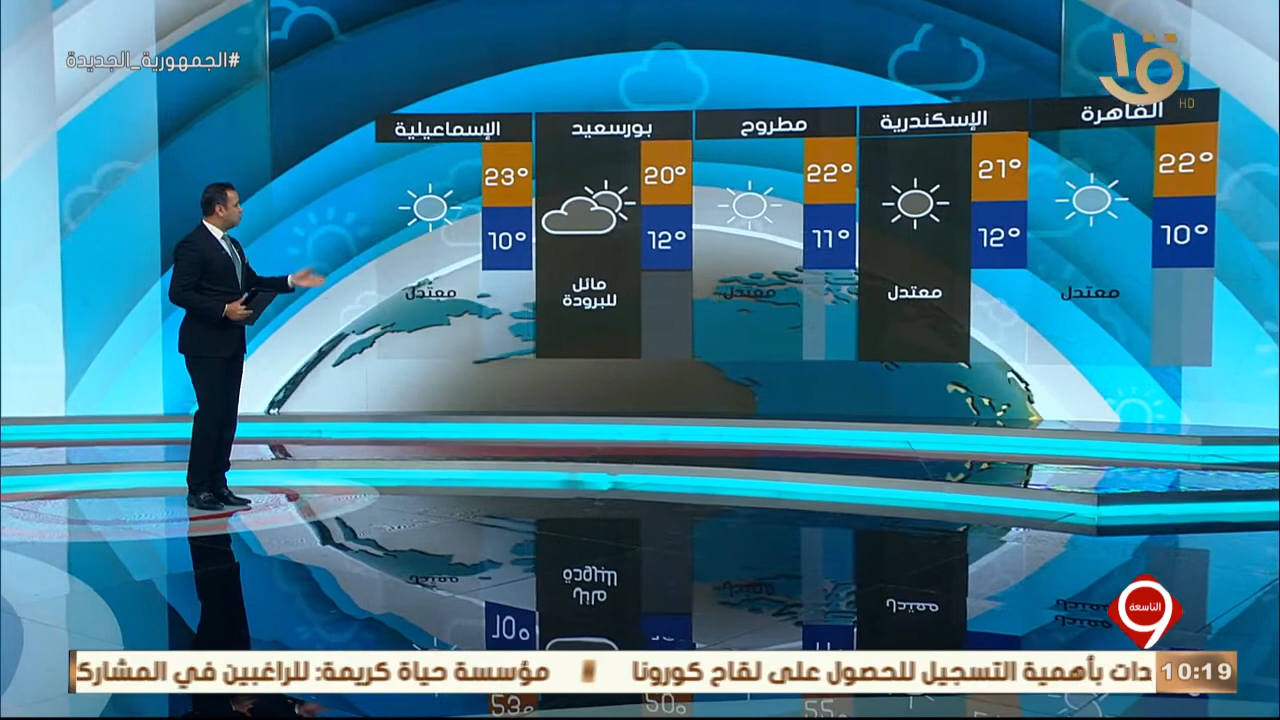 #الجمهورية_الجديدة
HD
القاهرة
22°
10°
معتدل
الإسكندرية
21°
12°
معتدل
مطروح
22°
11°
معتدل
بورسعيد
20°
12°
مائل
للبرودة
الإسماعيلية
23°
10°
معتدل
التاسعة
9
10:19
دات بأهمية التسجيل للحصول على لقاح كورونا
مؤسسة حياة كريمة: للراغبين في المشارك